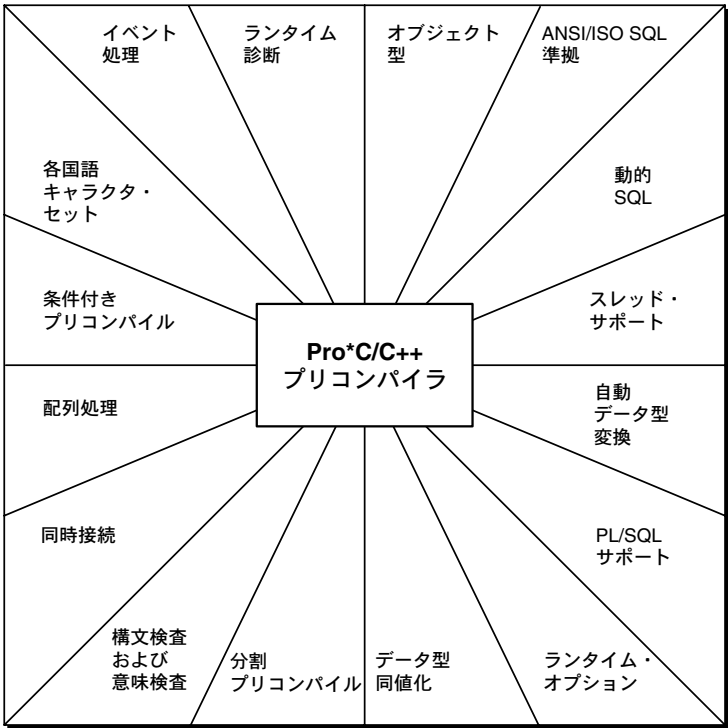 イベント
処理
ランタイム
診断
オブジェクト
型
ANSI/ISO SQL
準拠
各国語
キャラクタ・
セット
動的
SQL
条件付き
プリコンパイル
スレッド・
サポート
Pro*C/C++
プリコンパイラ
配列処理
自動
データ型
変換
同時接続
PL/SQL
サポート
構文検査
および
意味検査
分割
プリコンパイル
データ型
同値化
ランタイム・
オプション